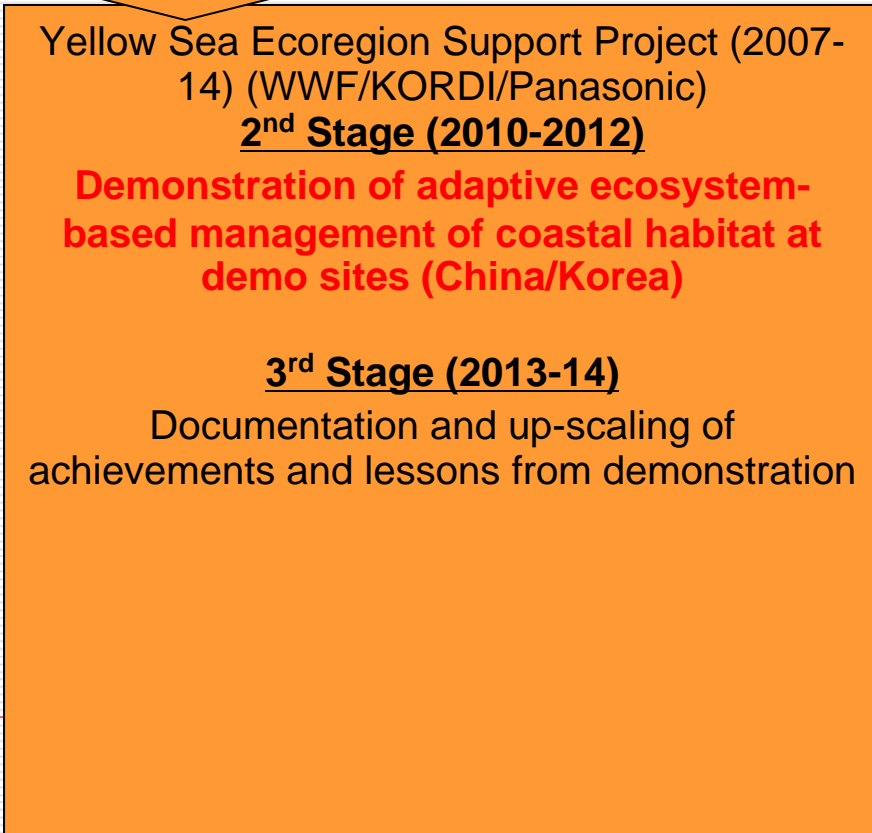 Yellow Sea Ecoregion Support Project (2007-
14) (WWF/KORDI/Panasonic)
2nd Stage (2010-2012)
Demonstration of adaptive ecosystem-
based management of coastal habitat at
demo sites (China/Korea)
3rd Stage (2013-14)
Documentation and up-scaling of
achievements and lessons from demonstration